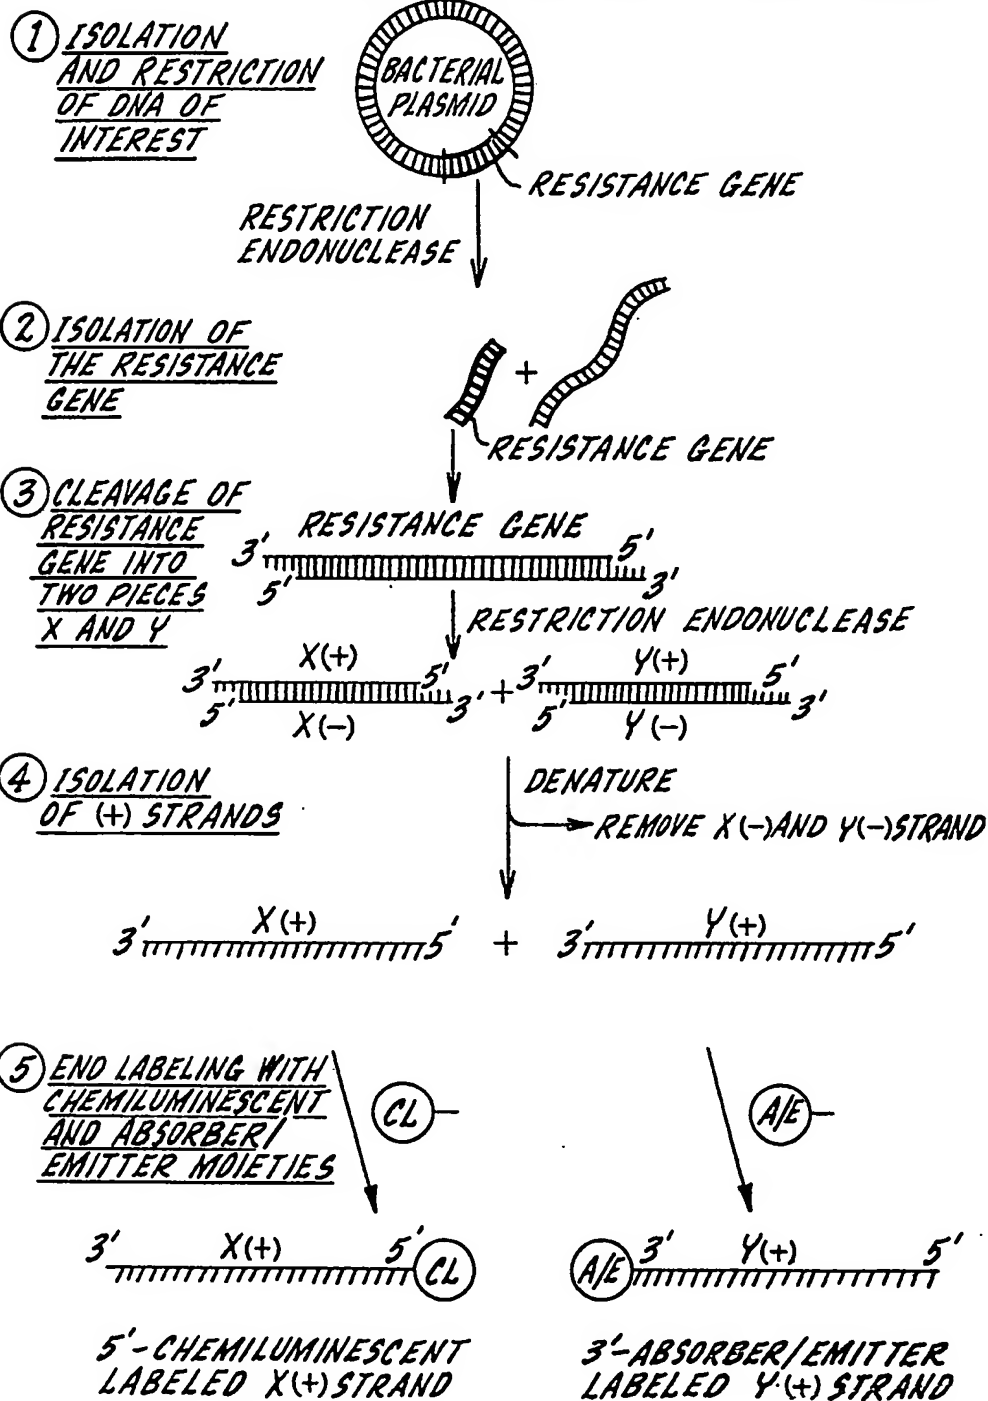 1 ISOLATION
AND RESTRICTION
OF DNA OF
INTEREST
BACTERIAL
PLASMID
RESISTANCE GENE
RESTRICTION
ENDONUCLEASE
2 ISOLATION OF
THE RESISTANCE
GENE
+
RESISTANCE GENE
3 CLEAVAGE OF
RESISTANCE
GENE INTO
TWO PIECES
X AND Y
RESISTANCE GENE
3' 5'
5' 3'
RESTRICTION ENDONUCLEASE
X(+) Y(+)
3' 5' + 3' 5'
5' 3' 5' 3'
X(-) Y(-)
4 ISOLATION
OF (+) STRANDS
DENATURE
REMOVE X(-) AND Y(-) STRAND
X(+) Y(+)
3' 5' + 3' 5'
5 END LABELING WITH
CHEMILUMINESCENT
AND ABSORBER/
EMITTER MOIETIES
CL A/E
3' X(+) 5' CL
A/E 3' Y(+) 5'
5'-CHEMILUMINESCENT
LABELED X(+) STRAND
3'-ABSORBER/EMITTER
LABELED Y(+) STRAND